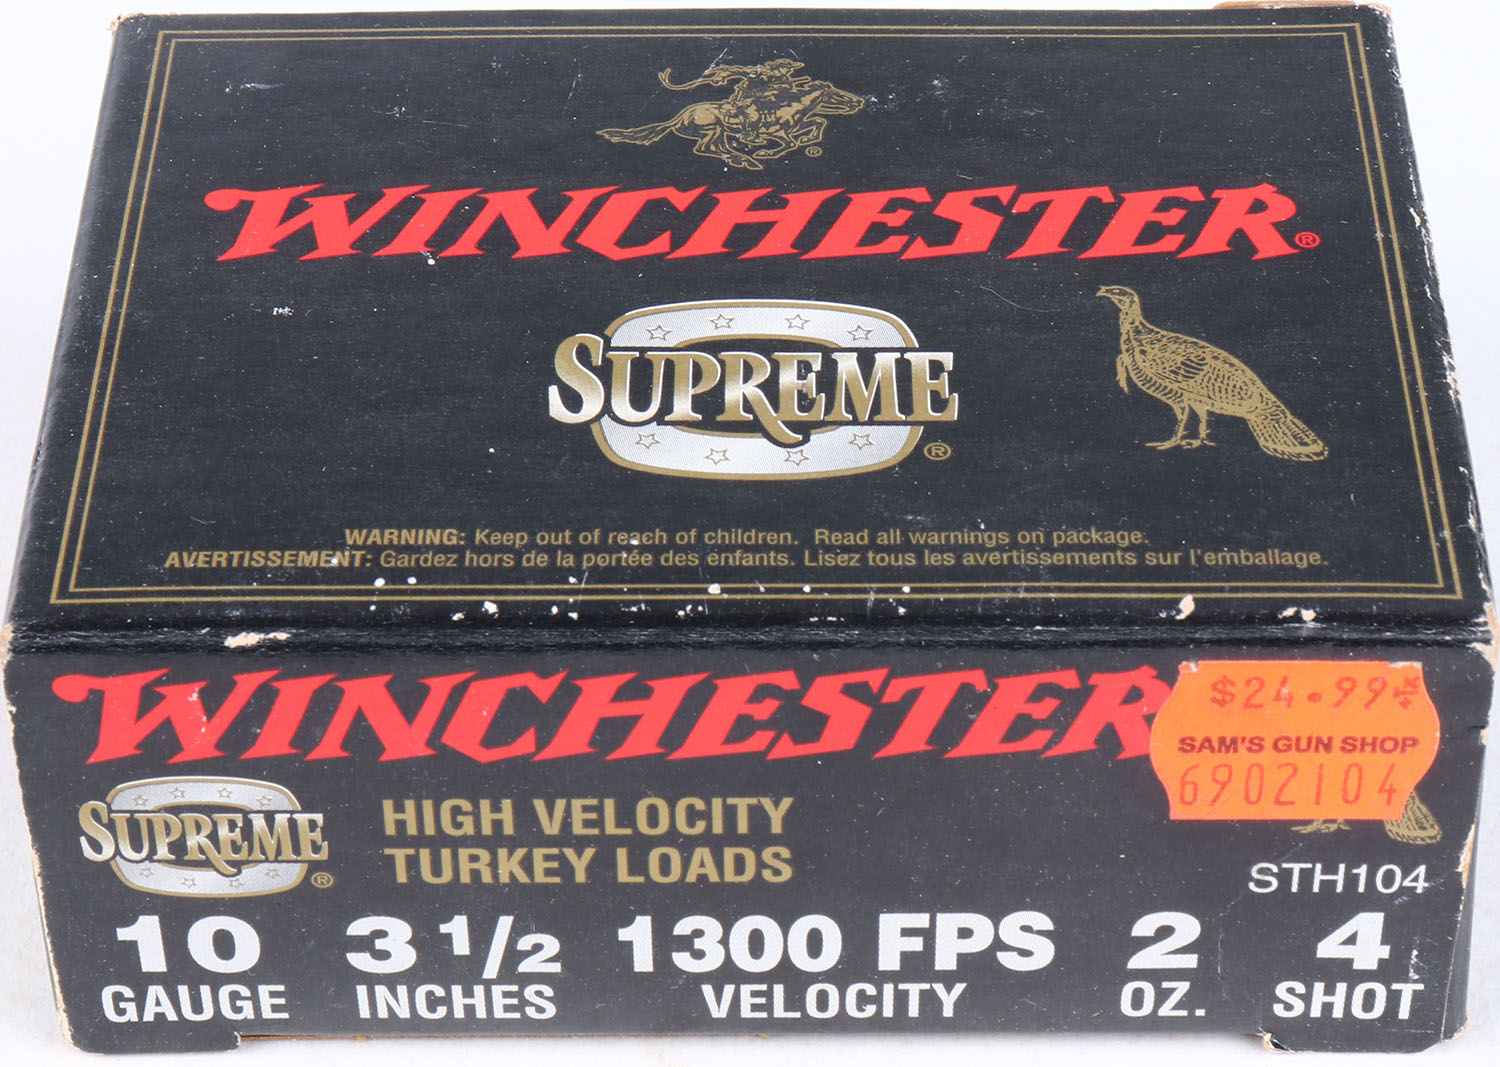 ®
WINCHESTER®
SUPREME®
WARNING: Keep out of reach of children. Read all warnings on package.
AVERTISSEMENT: Gardez hors de la portée des enfants. Lisez tous les avertissements sur l'emballage.
WINCHESTER
$24.99
SAM'S GUN SHOP
6902104
SUPREME®
HIGH VELOCITY
TURKEY LOADS
STH104
10 3 1/2 1300 FPS 2 4
GAUGE INCHES VELOCITY OZ. SHOT